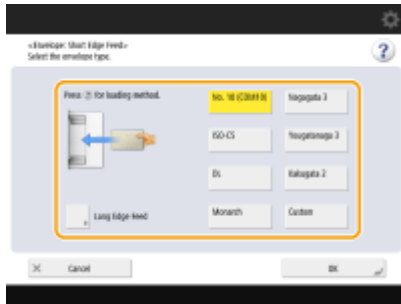 <Envelope: Short Edge Feed>
Select the envelope type.
?
Press ? for loading method.
No. 10 (COM10)
Nagagata 3
ISO-C5
Yougatanaga 3
DL
Kakugata 2
Long Edge Feed
Monarch
Custom
Cancel
OK